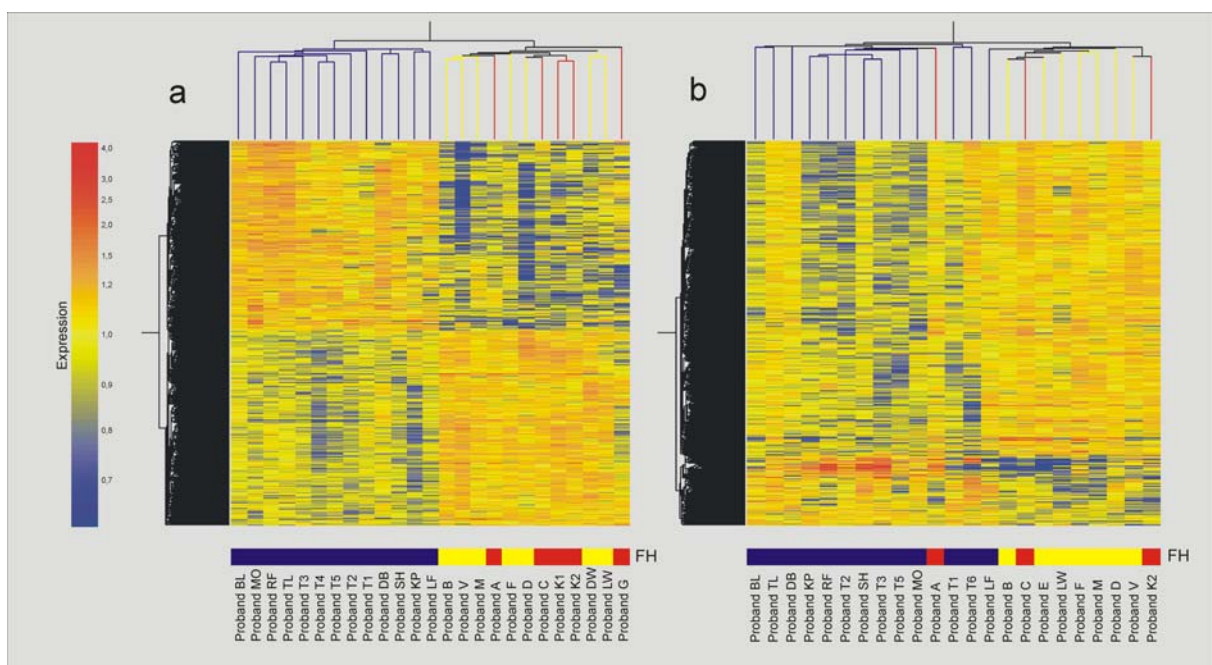 a
b
Expression
4,0
3,0
2,5
2,0
1,5
1,2
1,0
0,9
0,8
0,7
FH
Proband BL
Proband MO
Proband RF
Proband TL
Proband T3
Proband T4
Proband T5
Proband T2
Proband T1
Proband DB
Proband SH
Proband KP
Proband LF
Proband B
Proband V
Proband M
Proband A
Proband F
Proband D
Proband C
Proband K1
Proband K2
Proband DW
Proband LW
Proband G
FH
Proband BL
Proband TL
Proband DB
Proband KP
Proband RF
Proband T2
Proband SH
Proband T3
Proband T5
Proband MO
Proband A
Proband T1
Proband T6
Proband LF
Proband B
Proband C
Proband E
Proband LW
Proband F
Proband M
Proband D
Proband V
Proband K2